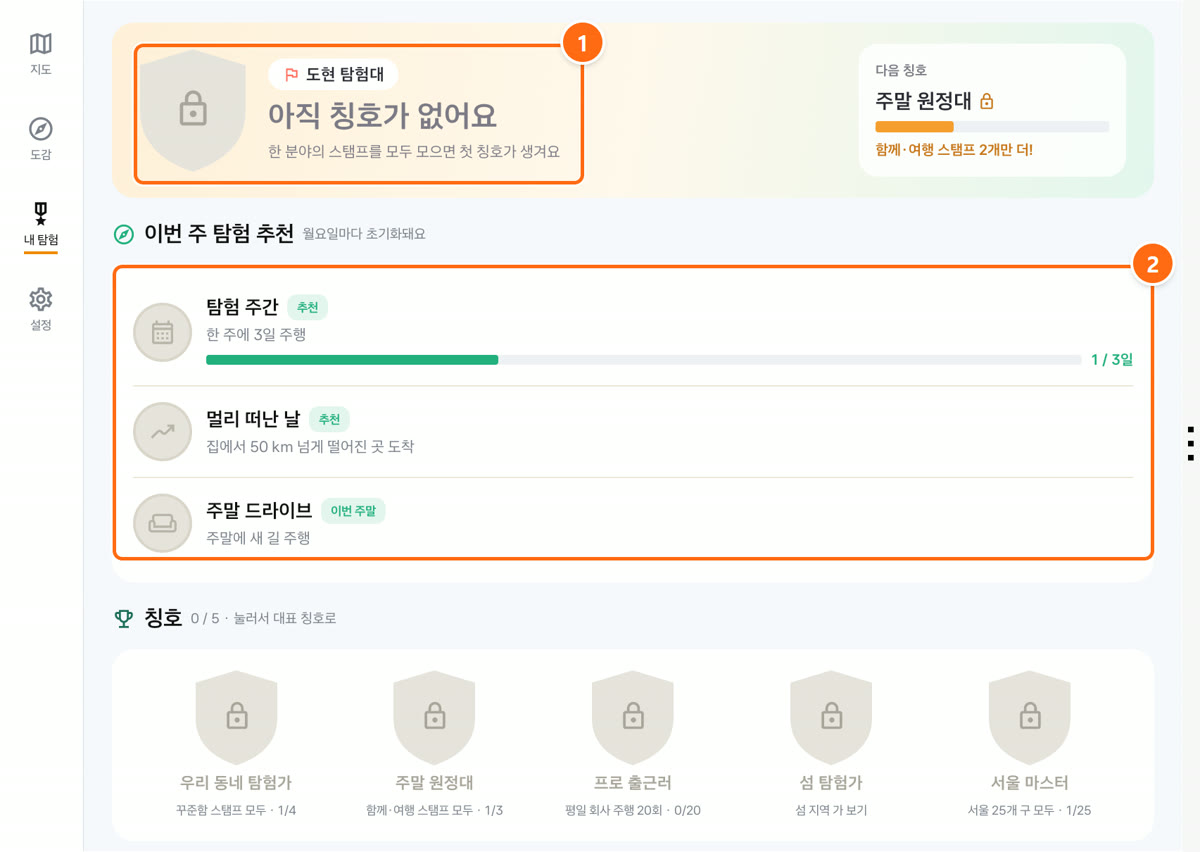 지도
도감
내 탐험
설정
1
도현 탐험대
아직 칭호가 없어요
한 분야의 스탬프를 모두 모으면 첫 칭호가 생겨요
다음 칭호
주말 원정대
함께·여행 스탬프 2개만 더!
이번 주 탐험 추천 월요일마다 초기화돼요
2
탐험 주간 추천
한 주에 3일 주행
1 / 3일
멀리 떠난 날 추천
집에서 50 km 넘게 떨어진 곳 도착
주말 드라이브 이번 주말
주말에 새 길 주행
칭호 0 / 5 · 눌러서 대표 칭호로
우리 동네 탐험가
꾸준함 스탬프 모두 · 1/4
주말 원정대
함께·여행 스탬프 모두 · 1/3
프로 출근러
평일 회사 주행 20회 · 0/20
섬 탐험가
섬 지역 가 보기
서울 마스터
서울 25개 구 모두 · 1/25